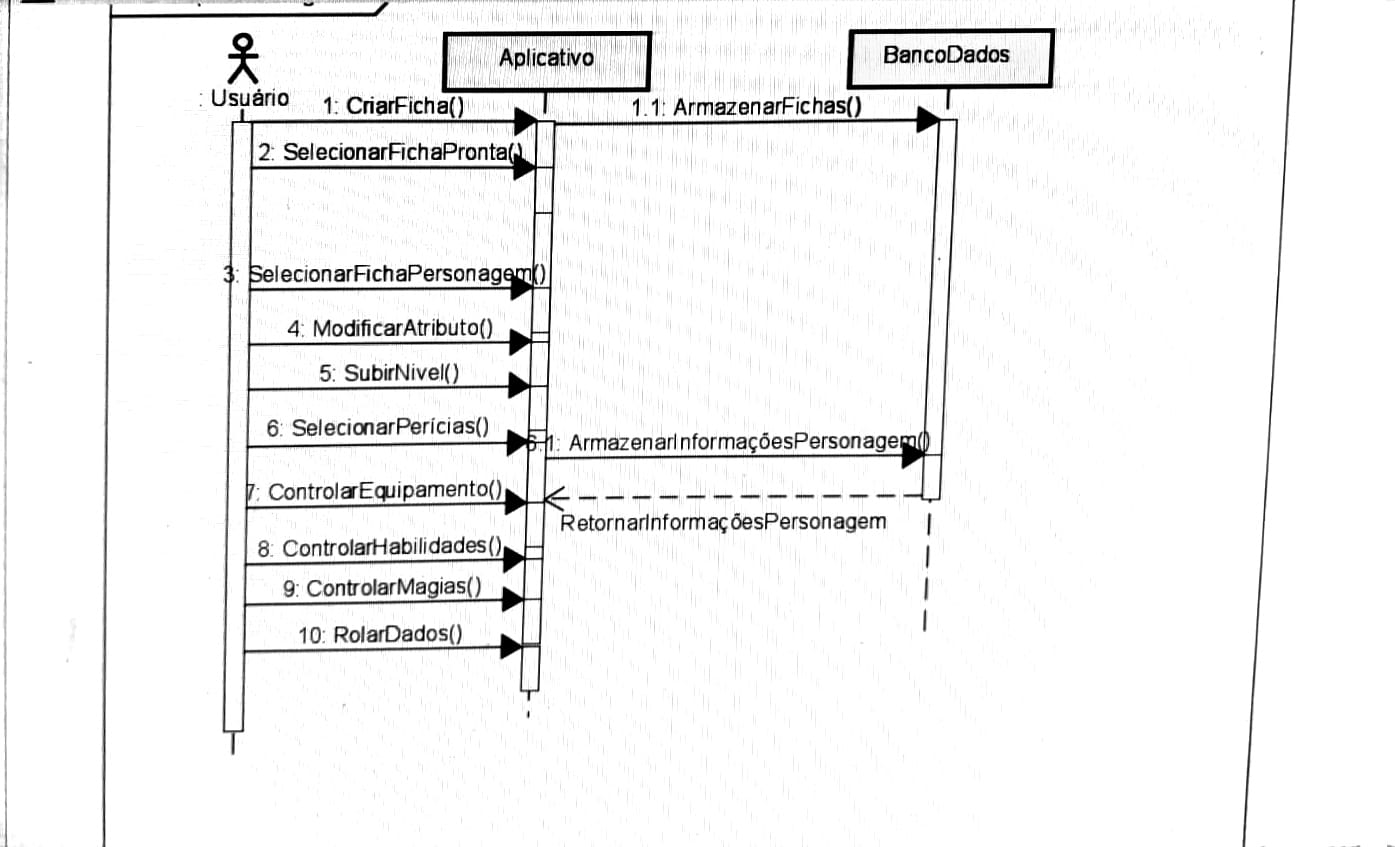 Aplicativo
BancoDados
: Usuário
1: CriarFicha()
1.1: ArmazenarFichas()
2: SelecionarFichaPronta()
3: SelecionarFichaPersonagem()
4: ModificarAtributo()
5: SubirNivel()
6: SelecionarPerícias()
6.1: ArmazenarInformaçõesPersonagem()
7: ControlarEquipamento()
RetornarInformaçõesPersonagem
8: ControlarHabilidades()
9: ControlarMagias()
10: RolarDados()